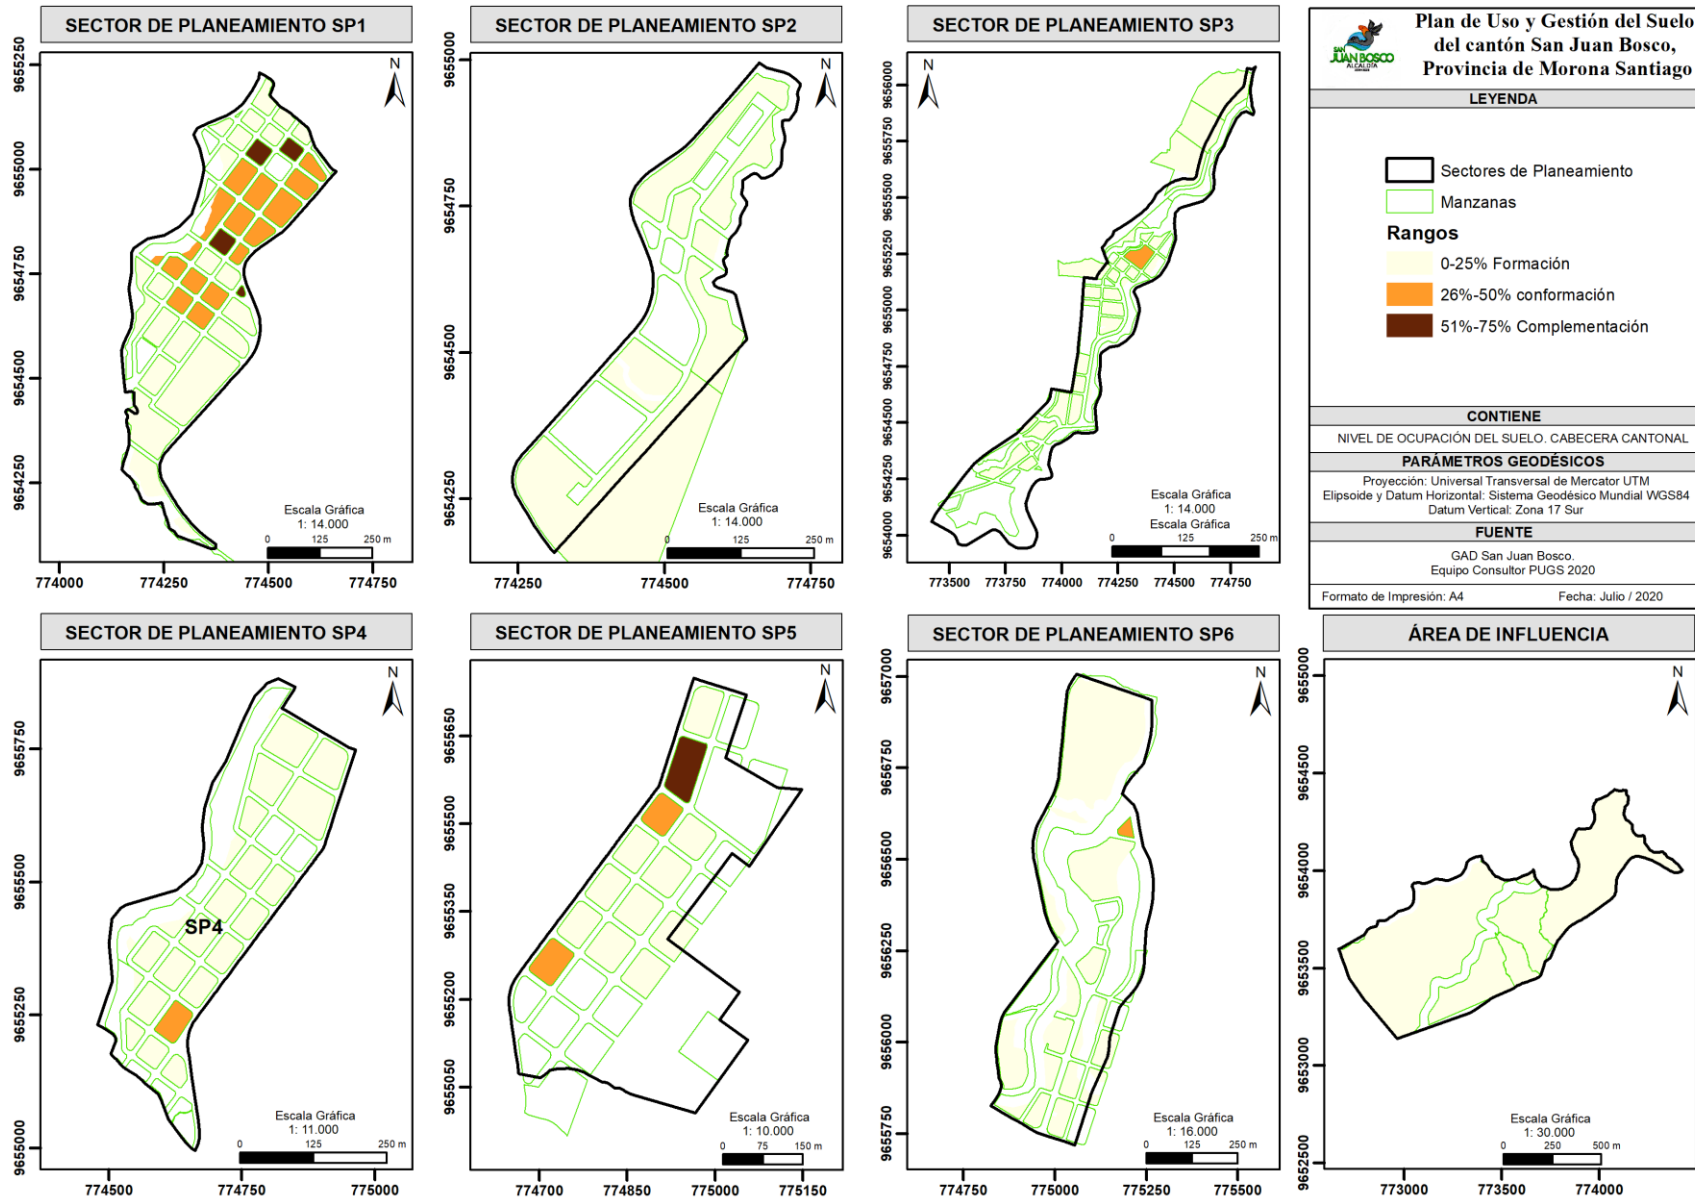 SECTOR DE PLANEAMIENTO SP1
9655250
9655000
9654750
9654500
9654250
N
Escala Gráfica
1: 14.000
0 125 250 m
774000 774250 774500 774750
SECTOR DE PLANEAMIENTO SP2
9655000
9654750
9654500
9654250
N
Escala Gráfica
1: 14.000
0 125 250 m
774250 774500 774750
SECTOR DE PLANEAMIENTO SP3
9656000
9655750
9655500
9655250
9655000
9654750
9654500
9654250
9654000
N
Escala Gráfica
1: 14.000
Escala Gráfica
0 125 250 m
773500 773750 774000 774250 774500 774750
SAN
JUAN BOSCO
ALCALDÍA
Plan de Uso y Gestión del Suelo
del cantón San Juan Bosco,
Provincia de Morona Santiago
LEYENDA
Sectores de Planeamiento
Manzanas
Rangos
0-25% Formación
26%-50% conformación
51%-75% Complementación
CONTIENE
NIVEL DE OCUPACIÓN DEL SUELO. CABECERA CANTONAL
PARÁMETROS GEODÉSICOS
Proyección: Universal Transversal de Mercator UTM
Elipsoide y Datum Horizontal: Sistema Geodésico Mundial WGS84
Datum Vertical: Zona 17 Sur
FUENTE
GAD San Juan Bosco.
Equipo Consultor PUGS 2020
Formato de Impresión: A4 Fecha: Julio / 2020
SECTOR DE PLANEAMIENTO SP4
9655750
9655500
9655250
9655000
N
SP4
Escala Gráfica
1: 11.000
0 125 250 m
774500 774750 775000
SECTOR DE PLANEAMIENTO SP5
9655650
9655500
9655350
9655200
9655050
N
Escala Gráfica
1: 10.000
0 75 150 m
774700 774850 775000 775150
SECTOR DE PLANEAMIENTO SP6
9657000
9656750
9656500
9656250
9656000
9655750
N
Escala Gráfica
1: 16.000
0 125 250 m
774750 775000 775250 775500
ÁREA DE INFLUENCIA
9655000
9654500
9654000
9653500
9653000
9652500
N
Escala Gráfica
1: 30.000
0 250 500 m
773000 773500 774000